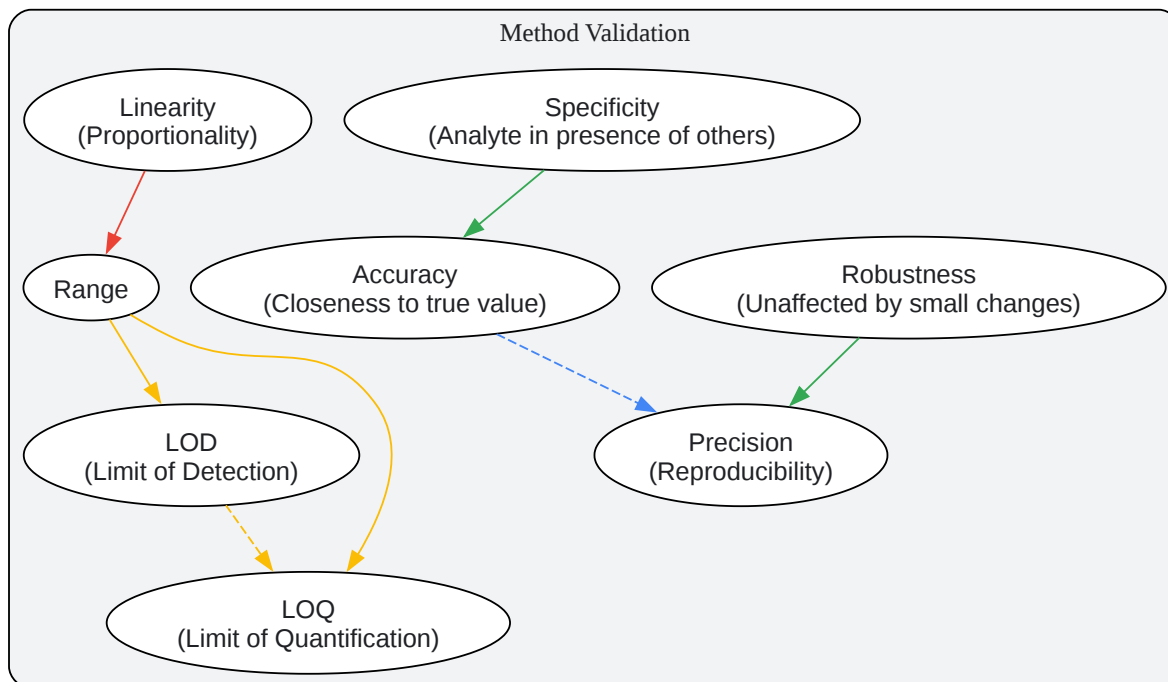 Method Validation
Linearity
(Proportionality)
Specificity
(Analyte in presence of others)
Range
Accuracy
(Closeness to true value)
Robustness
(Unaffected by small changes)
LOD
(Limit of Detection)
Precision
(Reproducibility)
LOQ
(Limit of Quantification)